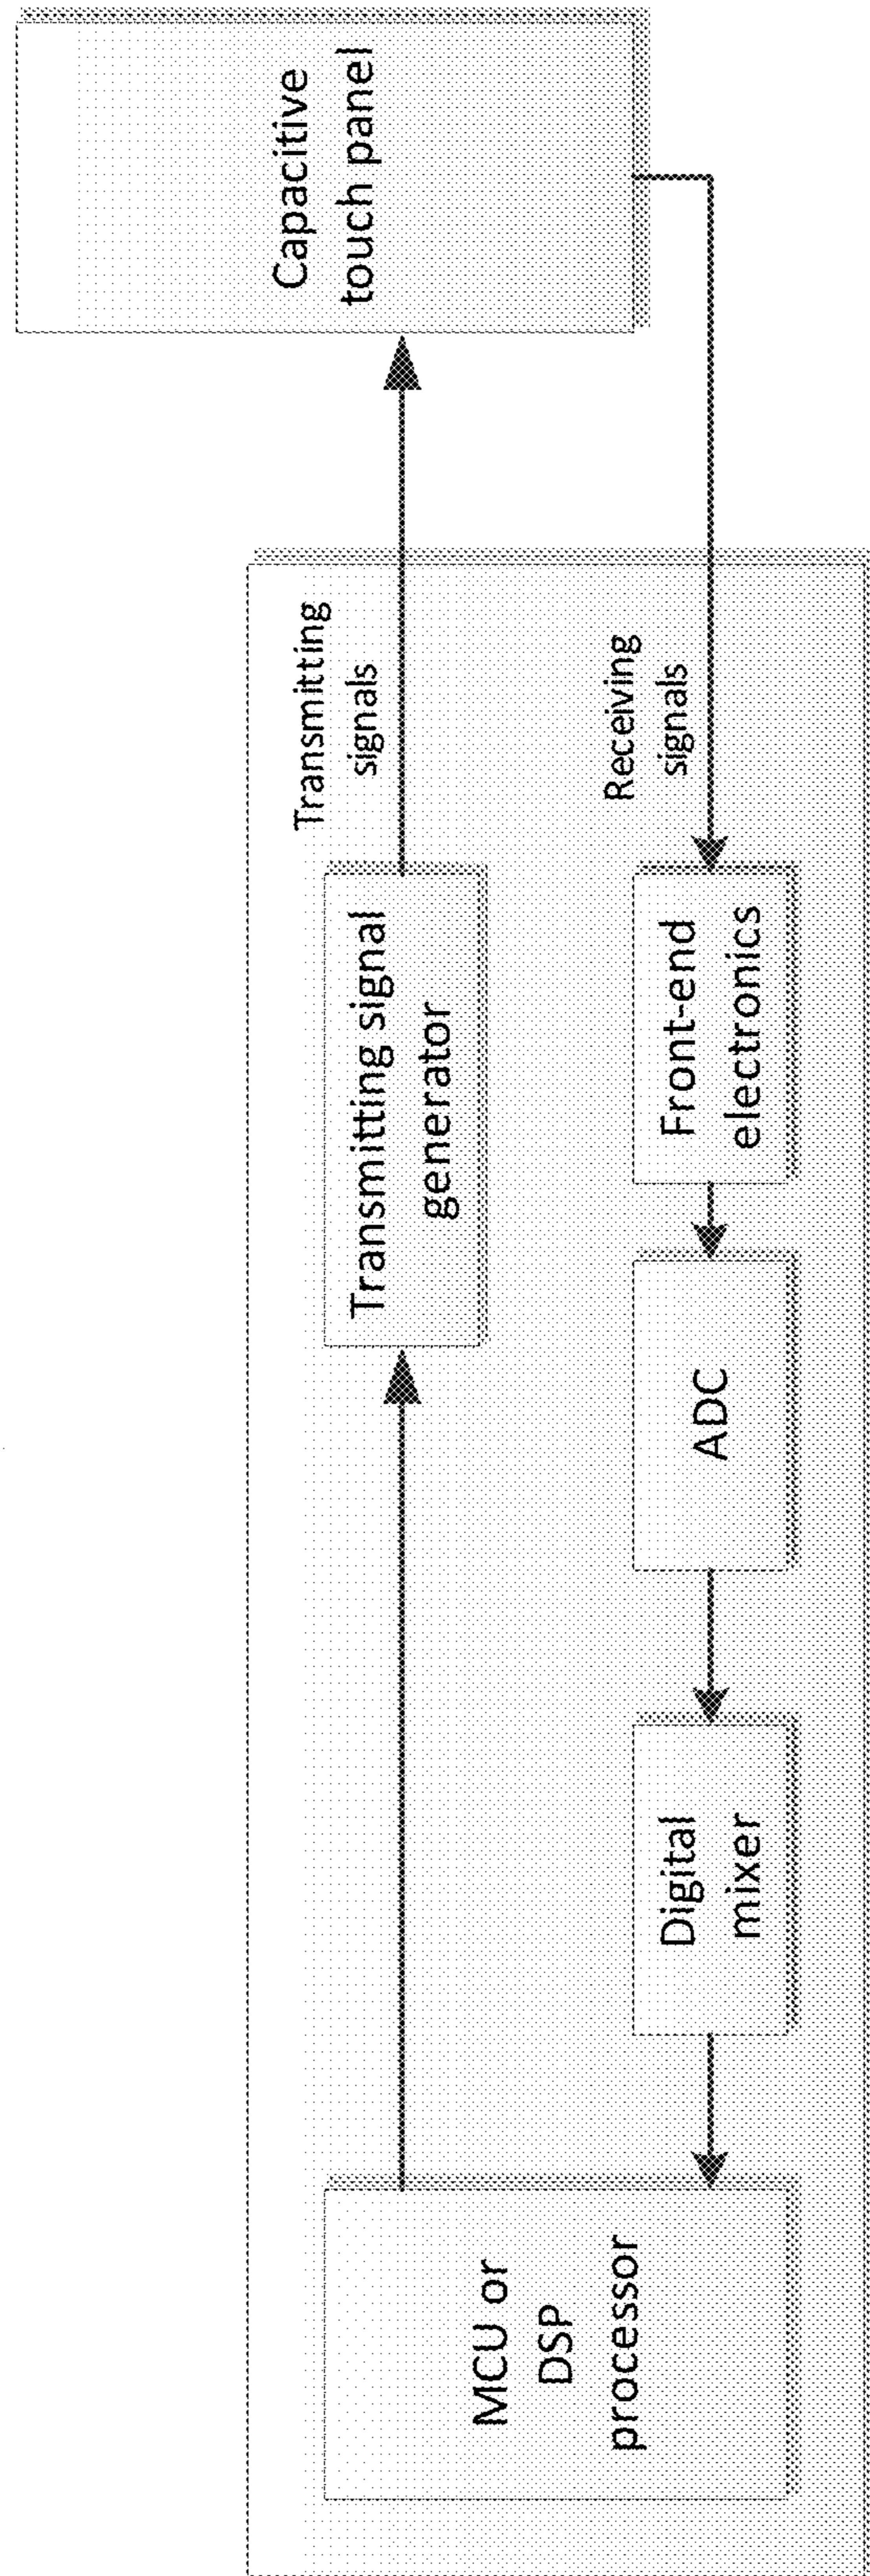 MCU or
DSP
processor
Transmitting signal
generator
Transmitting
signals
Capacitive
touch panel
Digital
mixer
ADC
Front-end
electronics
Receiving
signals